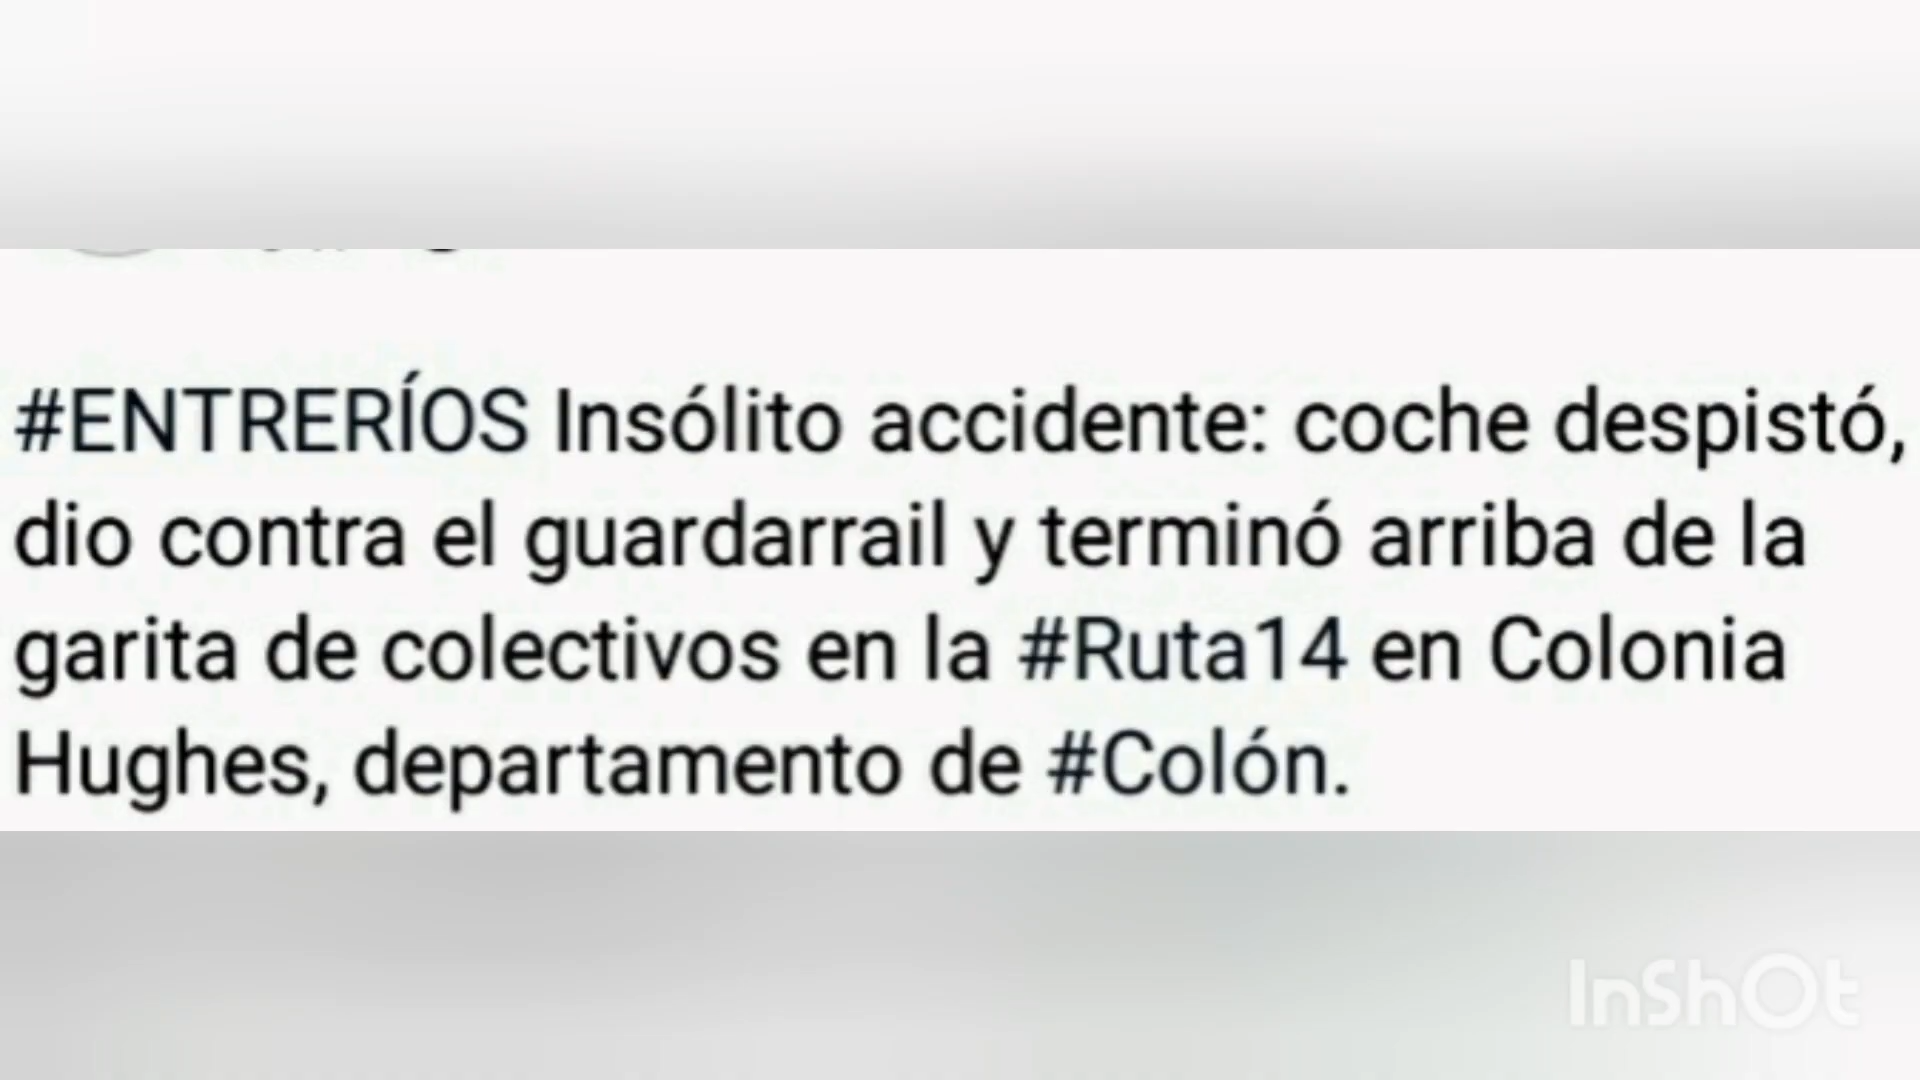 #ENTRERÍOS Insólito accidente: coche despistó,
dio contra el guardarrail y terminó arriba de la
garita de colectivos en la #Ruta14 en Colonia
Hughes, departamento de #Colón.
InShOt